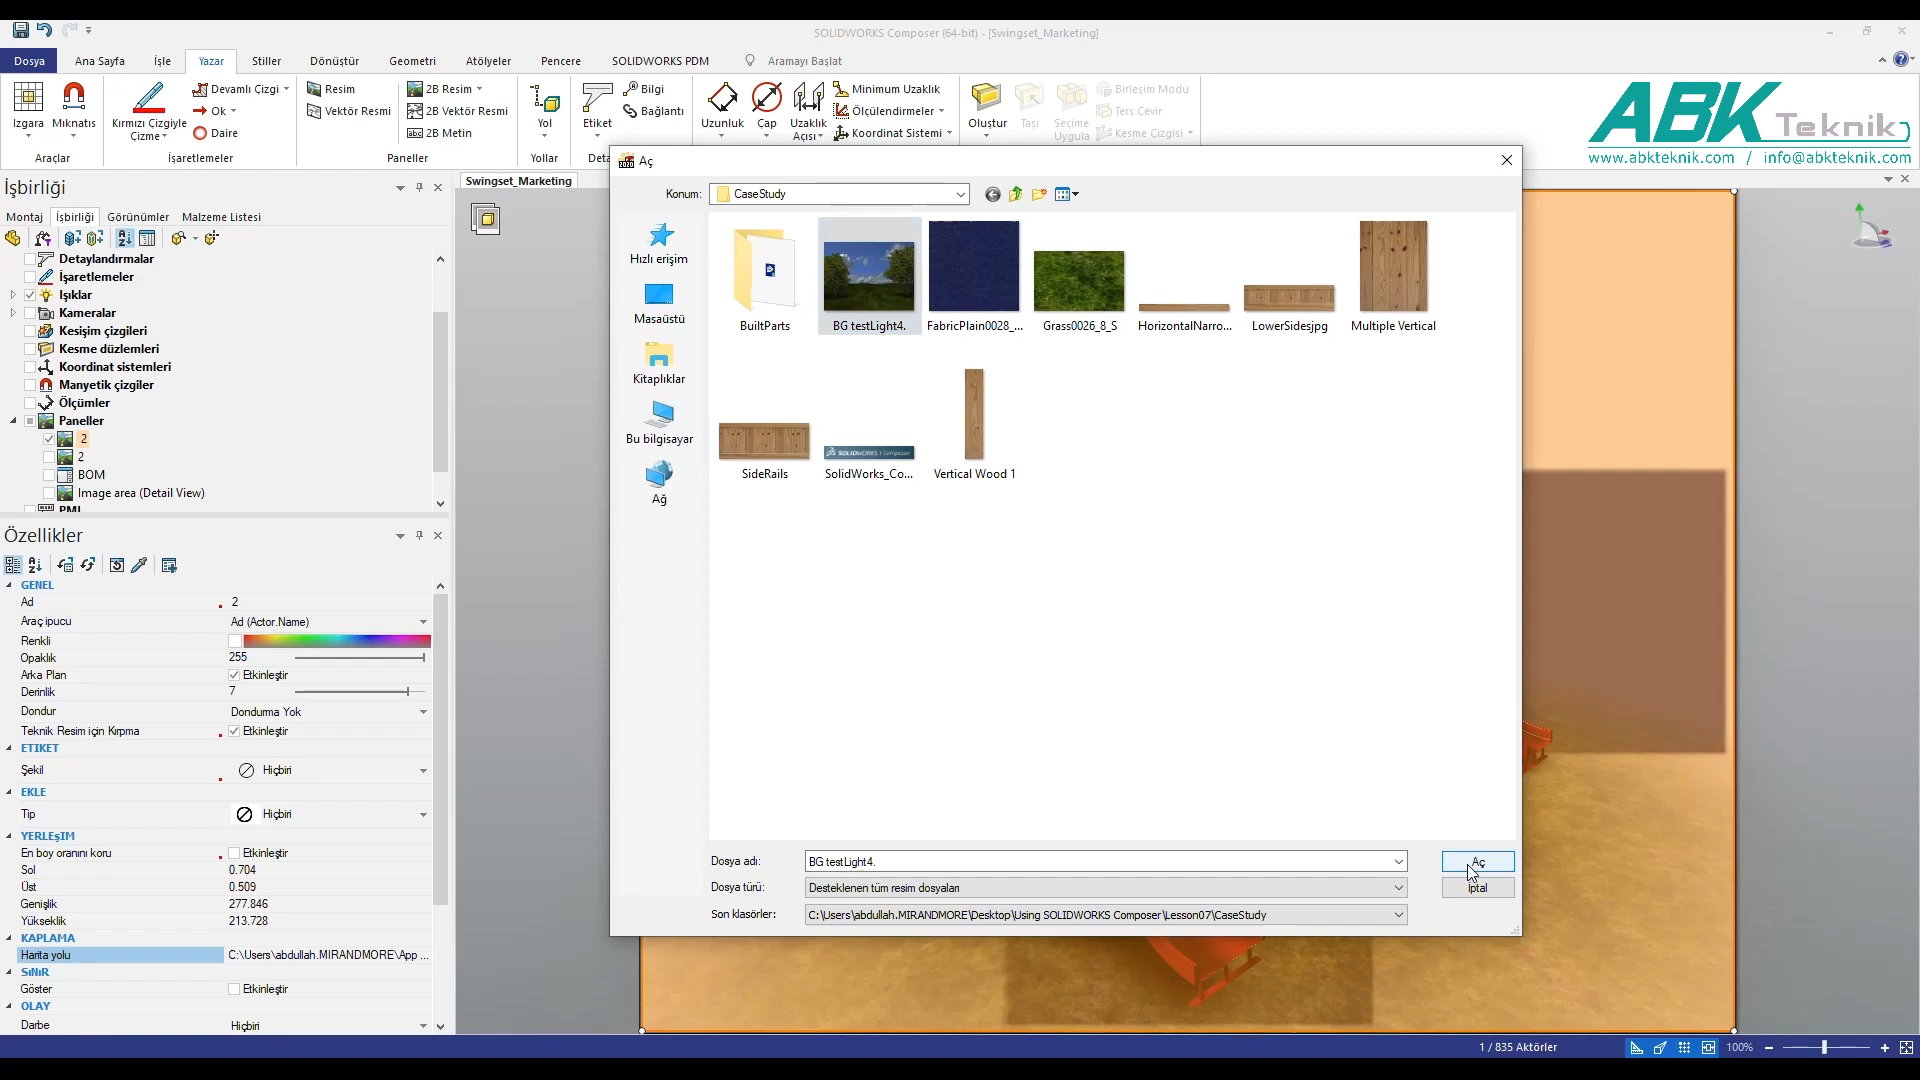 SOLIDWORKS Composer (64-bit) - [Swingset_Marketing]
Dosya Ana Sayfa İşle Yazar Stiller Dönüştür Geometri Atölyeler Pencere SOLIDWORKS PDM Aramayı Başlat
Izgara Mıknatıs Kırmızı Çizgiyle Çizme Devamlı Çizgi Ok Daire
Resim Vektör Resmi 2B Resim 2B Vektör Resmi 2B Metin
Yol Etiket Bilgi Bağlantı
Uzunluk Çap Uzaklık Açısı Minimum Uzaklık Ölçülendirmeler Koordinat Sistemi
Oluştur Taşı Seçime Uygula Birleşim Modu Ters Çevir Kesme Çizgisi
Araçlar İşaretlemeler Paneller Yollar Deta
ABK Teknik
www.abkteknik.com / info@abkteknik.com
İşbirliği
Montaj İşbirliği Görünümler Malzeme Listesi
Detaylandırmalar
İşaretlemeler
Işıklar
Kameralar
Kesişim çizgileri
Kesme düzlemleri
Koordinat sistemleri
Manyetik çizgiler
Ölçümler
Paneller
2
2
BOM
Image area (Detail View)
PMI
Özellikler
GENEL
Ad 2
Araç ipucu Ad (Actor.Name)
Renkli
Opaklık 255
Arka Plan Etkinleştir
Derinlik 7
Dondur Dondurma Yok
Teknik Resim için Kırpma Etkinleştir
ETIKET
Şekil Hiçbiri
EKLE
Tip Hiçbiri
YERLEşIM
En boy oranını koru Etkinleştir
Sol 0.704
Üst 0.509
Genişlik 277.846
Yükseklik 213.728
KAPLAMA
Harita yolu C:\Users\abdullah.MIRANDMORE\App ...
SıNıR
Göster Etkinleştir
OLAY
Darbe Hiçbiri
Swingset_Marketing
Aç
Konum: CaseStudy
Hızlı erişim
Masaüstü
Kitaplıklar
Bu bilgisayar
Ağ
BuiltParts BG testLight4. FabricPlain0028_... Grass0026_8_S HorizontalNarro... LowerSidesjpg Multiple Vertical
SOLIDWORKS | Composer
SideRails SolidWorks_Co... Vertical Wood 1
Dosya adı: BG testLight4. Aç
Dosya türü: Desteklenen tüm resim dosyaları İptal
Son klasörler: C:\Users\abdullah.MIRANDMORE\Desktop\Using SOLIDWORKS Composer\Lesson07\CaseStudy
1 / 835 Aktörler 100%